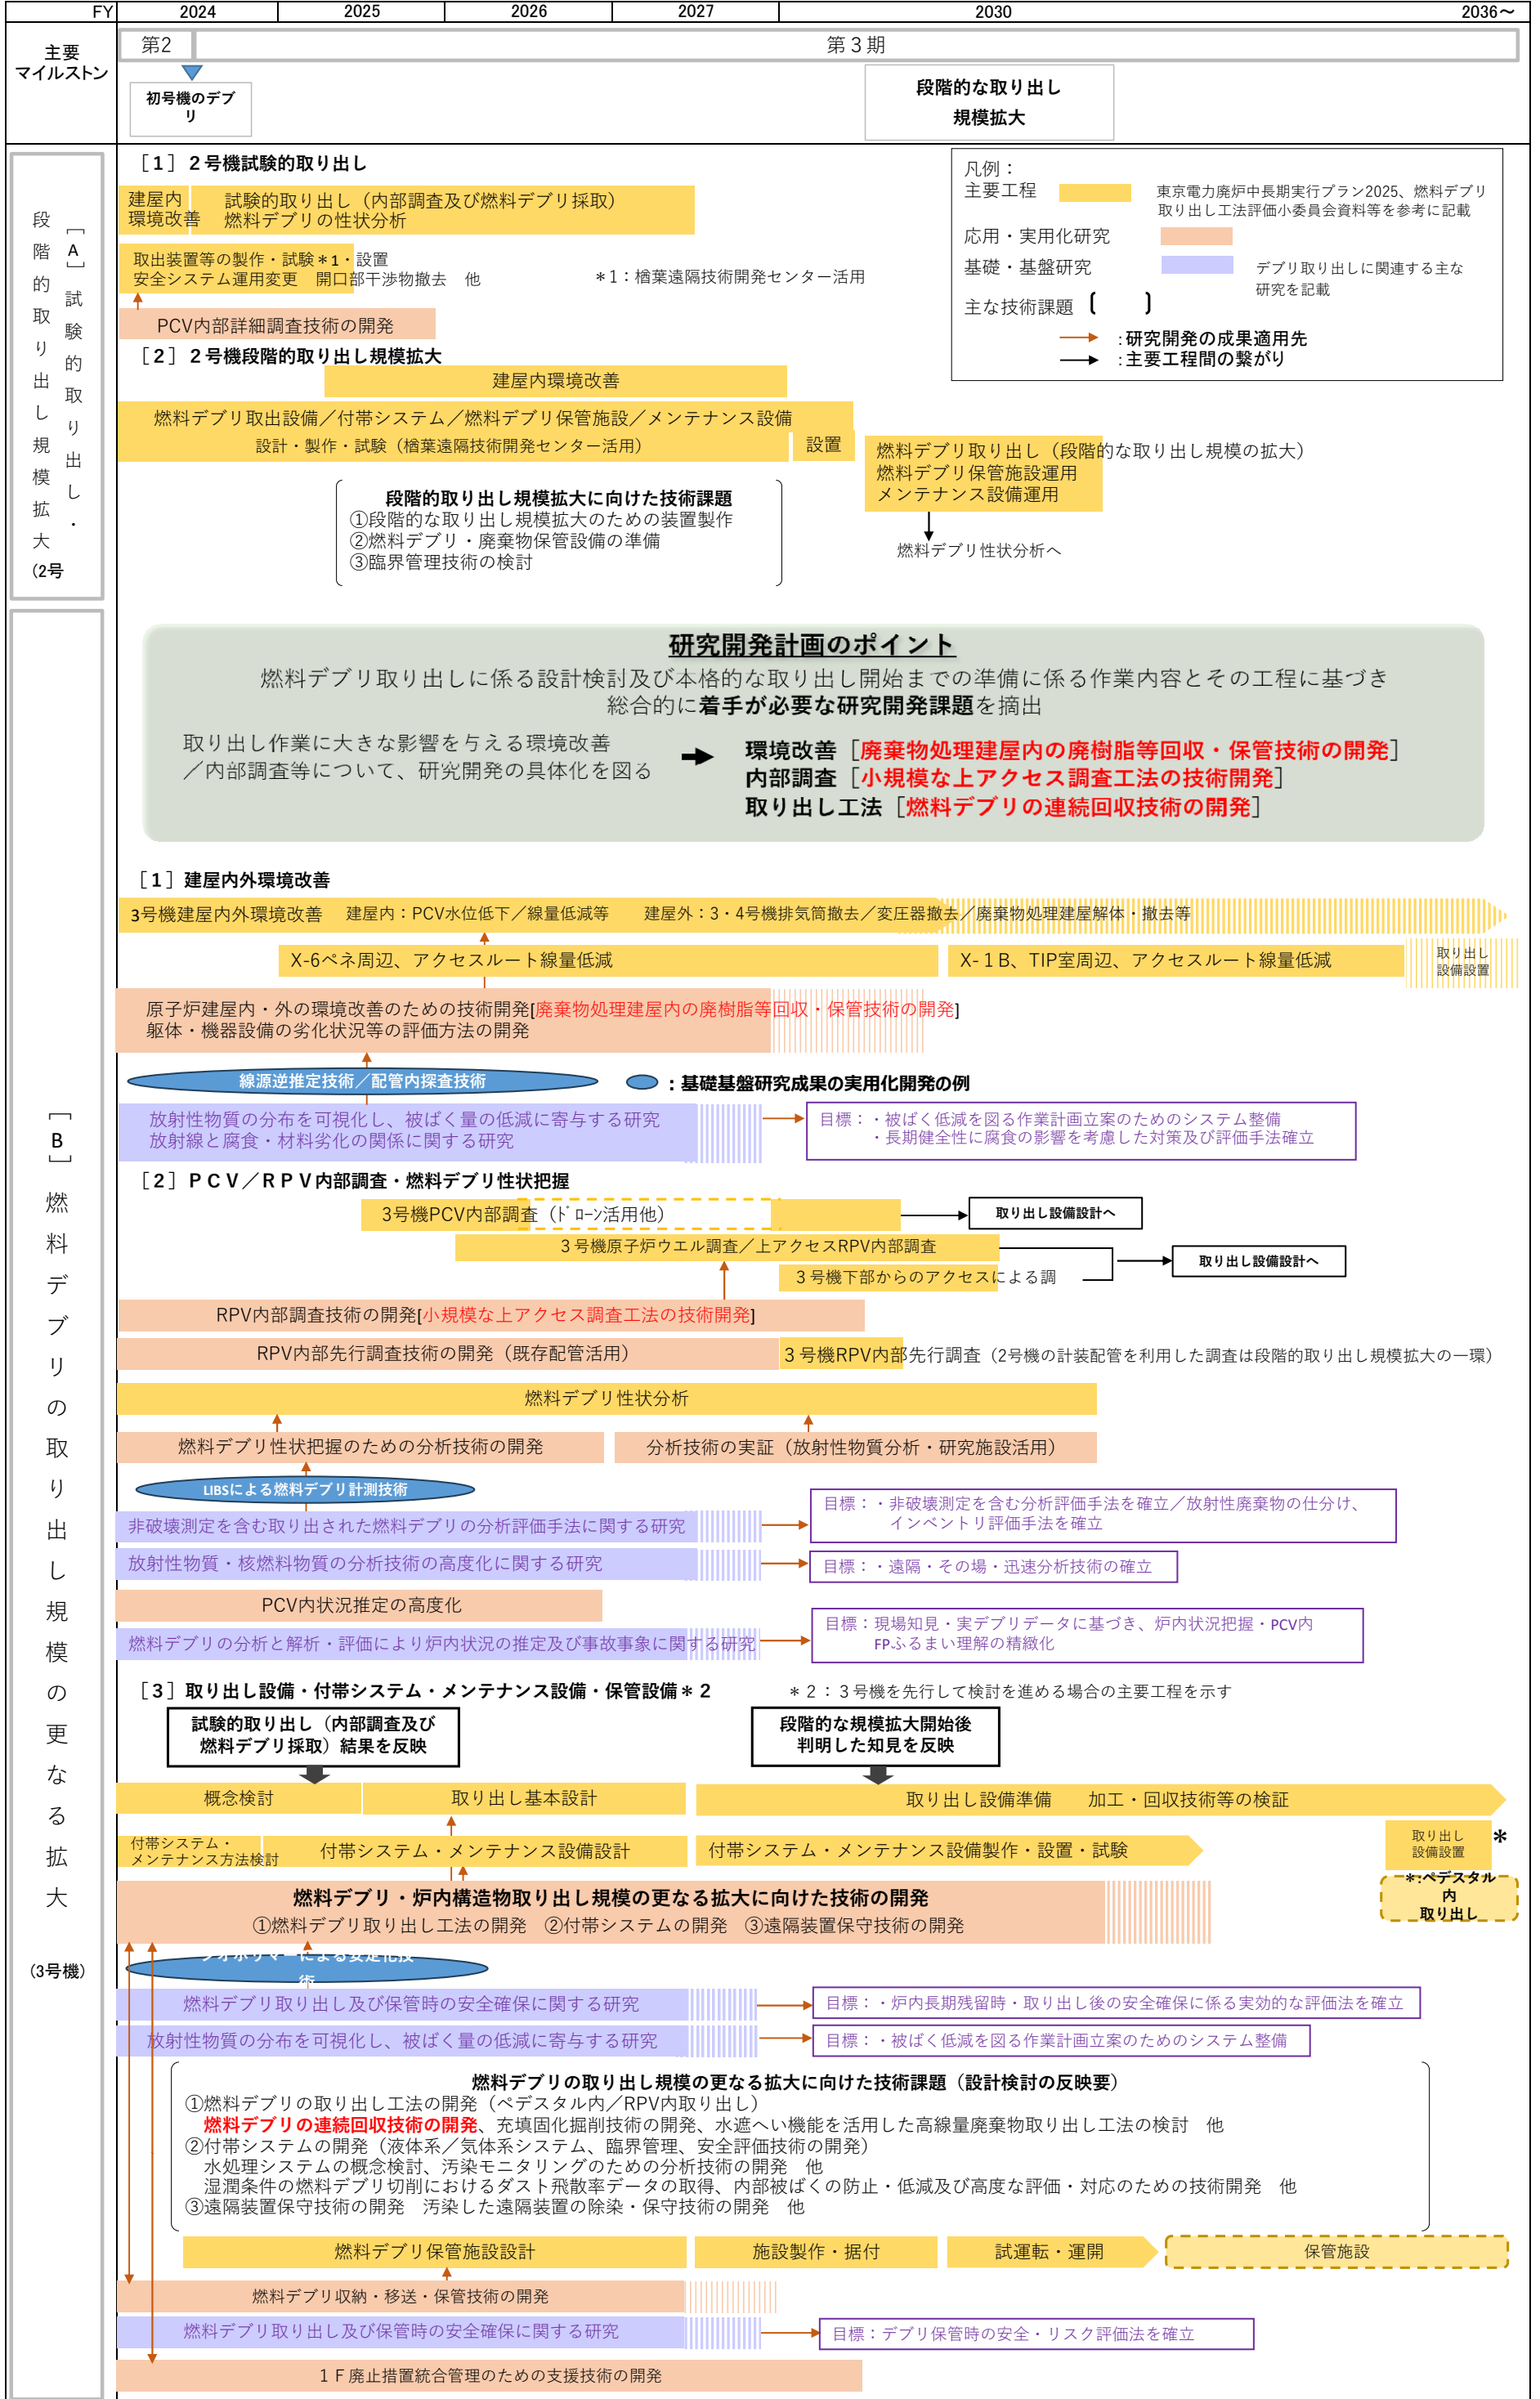 FY 2024 2025 2026 2027 2030 2036～
主要
マイルストン
第2
第３期
初号機のデブ
リ
段階的な取り出し
規模拡大
［A］試験的取り出し・
段階的取り出し規模拡大
(2号
［１］２号機試験的取り出し
建屋内
環境改善
試験的取り出し（内部調査及び燃料デブリ採取）
燃料デブリの性状分析
取出装置等の製作・試験＊1・設置
安全システム運用変更　開口部干渉物撤去　他
＊1：楢葉遠隔技術開発センター活用
PCV内部詳細調査技術の開発
凡例：
主要工程
東京電力廃炉中長期実行プラン2025、燃料デブリ
取り出し工法評価小委員会資料等を参考に記載
応用・実用化研究
基礎・基盤研究
デブリ取り出しに関連する主な
研究を記載
主な技術課題 〔　　〕
:研究開発の成果適用先
:主要工程間の繋がり
［２］２号機段階的取り出し規模拡大
建屋内環境改善
燃料デブリ取出設備／付帯システム／燃料デブリ保管施設／メンテナンス設備
設計・製作・試験（楢葉遠隔技術開発センター活用）
設置
燃料デブリ取り出し（段階的な取り出し規模の拡大）
燃料デブリ保管施設運用
メンテナンス設備運用
燃料デブリ性状分析へ
段階的取り出し規模拡大に向けた技術課題
①段階的な取り出し規模拡大のための装置製作
②燃料デブリ・廃棄物保管設備の準備
③臨界管理技術の検討
研究開発計画のポイント
燃料デブリ取り出しに係る設計検討及び本格的な取り出し開始までの準備に係る作業内容とその工程に基づき
総合的に着手が必要な研究開発課題を摘出
取り出し作業に大きな影響を与える環境改善
／内部調査等について、研究開発の具体化を図る
環境改善［廃棄物処理建屋内の廃樹脂等回収・保管技術の開発］
内部調査［小規模な上アクセス調査工法の技術開発］
取り出し工法［燃料デブリの連続回収技術の開発］
［B］燃料デブリの取り出し規模の更なる拡大
(3号機)
［１］建屋内外環境改善
3号機建屋内外環境改善　建屋内：PCV水位低下／線量低減等　　建屋外：3・4号機排気筒撤去／変圧器撤去／廃棄物処理建屋解体・撤去等
X-6ペネ周辺、アクセスルート線量低減
X-１B、TIP室周辺、アクセスルート線量低減
取り出し
設備設置
原子炉建屋内・外の環境改善のための技術開発[廃棄物処理建屋内の廃樹脂等回収・保管技術の開発]
躯体・機器設備の劣化状況等の評価方法の開発
線源逆推定技術／配管内探査技術
：基礎基盤研究成果の実用化開発の例
放射性物質の分布を可視化し、被ばく量の低減に寄与する研究
放射線と腐食・材料劣化の関係に関する研究
目標：・被ばく低減を図る作業計画立案のためのシステム整備
・長期健全性に腐食の影響を考慮した対策及び評価手法確立
［２］ＰＣＶ／ＲＰＶ内部調査・燃料デブリ性状把握
3号機PCV内部調査（ﾄﾞﾛｰﾝ活用他）
取り出し設備設計へ
３号機原子炉ウエル調査／上アクセスRPV内部調査
３号機下部からのアクセスによる調
取り出し設備設計へ
RPV内部調査技術の開発[小規模な上アクセス調査工法の技術開発]
RPV内部先行調査技術の開発（既存配管活用）
３号機RPV内部先行調査（2号機の計装配管を利用した調査は段階的取り出し規模拡大の一環）
燃料デブリ性状分析
燃料デブリ性状把握のための分析技術の開発
分析技術の実証（放射性物質分析・研究施設活用）
LIBSによる燃料デブリ計測技術
非破壊測定を含む取り出された燃料デブリの分析評価手法に関する研究
目標：・非破壊測定を含む分析評価手法を確立／放射性廃棄物の仕分け、
インベントリ評価手法を確立
放射性物質・核燃料物質の分析技術の高度化に関する研究
目標：・遠隔・その場・迅速分析技術の確立
PCV内状況推定の高度化
燃料デブリの分析と解析・評価により炉内状況の推定及び事故事象に関する研究
目標：現場知見・実デブリデータに基づき、炉内状況把握・PCV内
FPふるまい理解の精緻化
［３］取り出し設備・付帯システム・メンテナンス設備・保管設備＊２
＊２：３号機を先行して検討を進める場合の主要工程を示す
試験的取り出し（内部調査及び
燃料デブリ採取）結果を反映
段階的な規模拡大開始後
判明した知見を反映
概念検討
取り出し基本設計
取り出し設備準備　　加工・回収技術等の検証
付帯システム・
メンテナンス方法検討
付帯システム・メンテナンス設備設計
付帯システム・メンテナンス設備製作・設置・試験
取り出し
設備設置
＊
＊:ペデスタル
内
取り出し
燃料デブリ・炉内構造物取り出し規模の更なる拡大に向けた技術の開発
①燃料デブリ取り出し工法の開発　②付帯システムの開発　③遠隔装置保守技術の開発
ジオポリマーによる安定化技
術
燃料デブリ取り出し及び保管時の安全確保に関する研究
目標：・炉内長期残留時・取り出し後の安全確保に係る実効的な評価法を確立
放射性物質の分布を可視化し、被ばく量の低減に寄与する研究
目標：・被ばく低減を図る作業計画立案のためのシステム整備
燃料デブリの取り出し規模の更なる拡大に向けた技術課題（設計検討の反映要）
①燃料デブリの取り出し工法の開発（ペデスタル内／RPV内取り出し）
燃料デブリの連続回収技術の開発、充填固化掘削技術の開発、水遮へい機能を活用した高線量廃棄物取り出し工法の検討　他
②付帯システムの開発（液体系／気体系システム、臨界管理、安全評価技術の開発）
水処理システムの概念検討、汚染モニタリングのための分析技術の開発　他
湿潤条件の燃料デブリ切削におけるダスト飛散率データの取得、内部被ばくの防止・低減及び高度な評価・対応のための技術開発　他
③遠隔装置保守技術の開発　汚染した遠隔装置の除染・保守技術の開発　他
燃料デブリ保管施設設計
施設製作・据付
試運転・運開
保管施設
燃料デブリ収納・移送・保管技術の開発
燃料デブリ取り出し及び保管時の安全確保に関する研究
目標：デブリ保管時の安全・リスク評価法を確立
１Ｆ廃止措置統合管理のための支援技術の開発